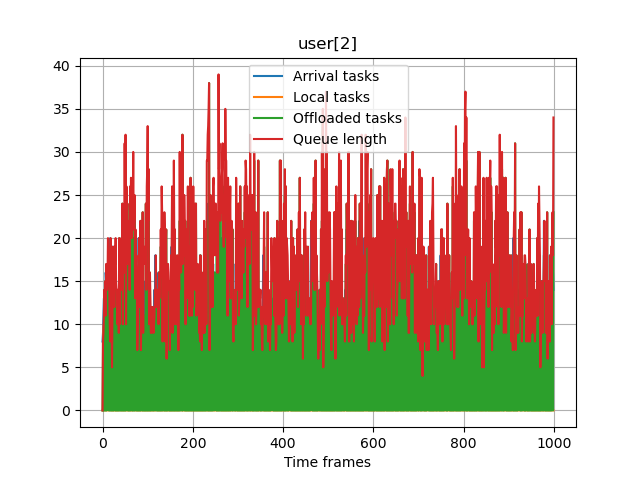 user[2]
Arrival tasks
Local tasks
Offloaded tasks
Queue length
40
35
30
25
20
15
10
5
0
0 200 400 600 800 1000
Time frames